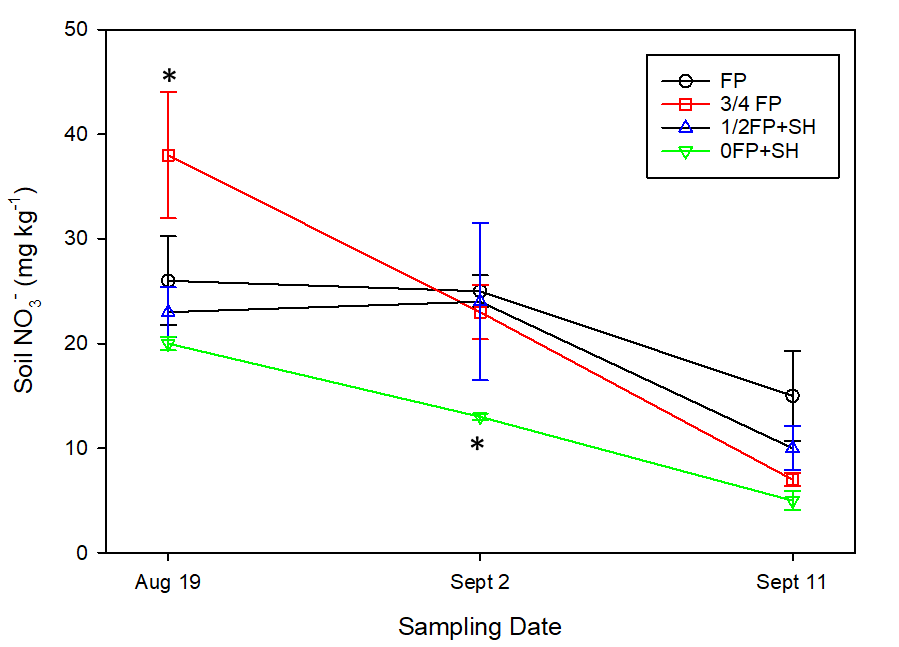 50
40
30
20
10
0
Soil NO₃⁻ (mg kg⁻¹)
*
*
FP
3/4 FP
1/2FP+SH
0FP+SH
Aug 19
Sept 2
Sept 11
Sampling Date